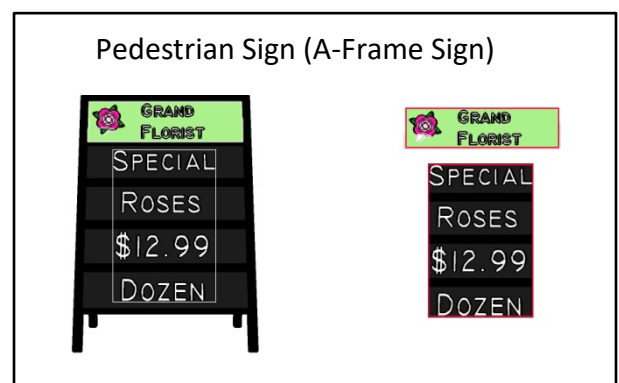 Pedestrian Sign (A-Frame Sign)
GRAND
FLORIST
SPECIAL
ROSES
$12.99
DOZEN
GRAND
FLORIST
SPECIAL
ROSES
$12.99
DOZEN